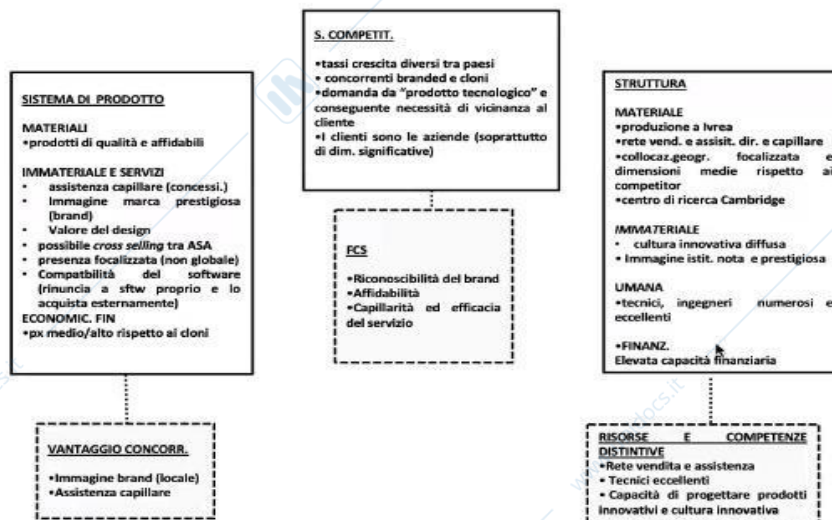 S. COMPETIT.
•tassi crescita diversi tra paesi
• concorrenti branded e cloni
•domanda da "prodotto tecnologico" e
conseguente necessità di vicinanza al
cliente
•I clienti sono le aziende (soprattutto
di dim. significative)
SISTEMA DI PRODOTTO
MATERIALI
•prodotti di qualità e affidabili
IMMATERIALE E SERVIZI
• assistenza capillare (concessi.)
• Immagine marca prestigiosa
(brand)
• Valore del design
• possibile cross selling tra ASA
• presenza focalizzata (non globale)
• Compatbilità del software
(rinuncia a sftw proprio e lo
acquista esternamente)
ECONOMIC. FIN
•px medio/alto rispetto ai cloni
STRUTTURA
MATERIALE
•produzione a Ivrea
•rete vend. e assisit. dir. e capillare
•collocaz.geogr. focalizzata e
dimensioni medie rispetto ai
competitor
•centro di ricerca Cambridge
IMMATERIALE
• cultura innovativa diffusa
• Immagine istit. nota e prestigiosa
UMANA
•tecnici, ingegneri numerosi e
eccellenti
•FINANZ.
Elevata capacità finanziaria
FCS
•Riconoscibilità del brand
•Affidabilità
•Capillarità ed efficacia
del servizio
VANTAGGIO CONCORR.
•Immagine brand (locale)
•Assistenza capillare
RISORSE E COMPETENZE
DISTINTIVE
•Rete vendita e assistenza
• Tecnici eccellenti
• Capacità di progettare prodotti
innovativi e cultura innovativa